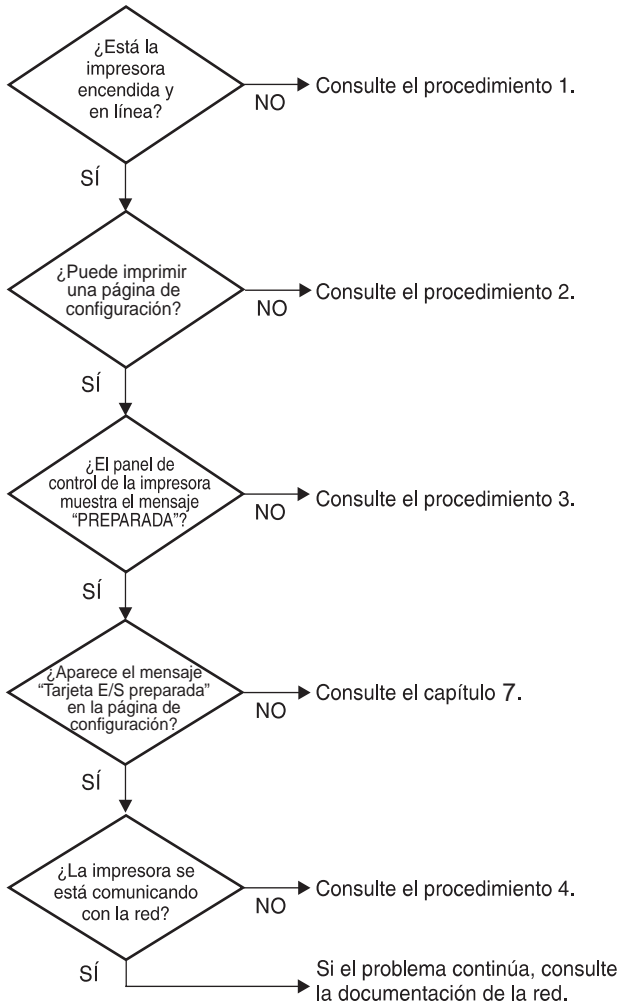 ¿Está la
impresora
encendida y
en línea?
NO
Consulte el procedimiento 1.
SÍ
¿Puede imprimir
una página de
configuración?
NO
Consulte el procedimiento 2.
SÍ
¿El panel de
control de la impresora
muestra el mensaje
“PREPARADA”?
NO
Consulte el procedimiento 3.
SÍ
¿Aparece el mensaje
“Tarjeta E/S preparada”
en la página de
configuración?
NO
Consulte el capítulo 7.
SÍ
¿La impresora se
está comunicando
con la red?
NO
Consulte el procedimiento 4.
SÍ
Si el problema continúa, consulte
la documentación de la red.